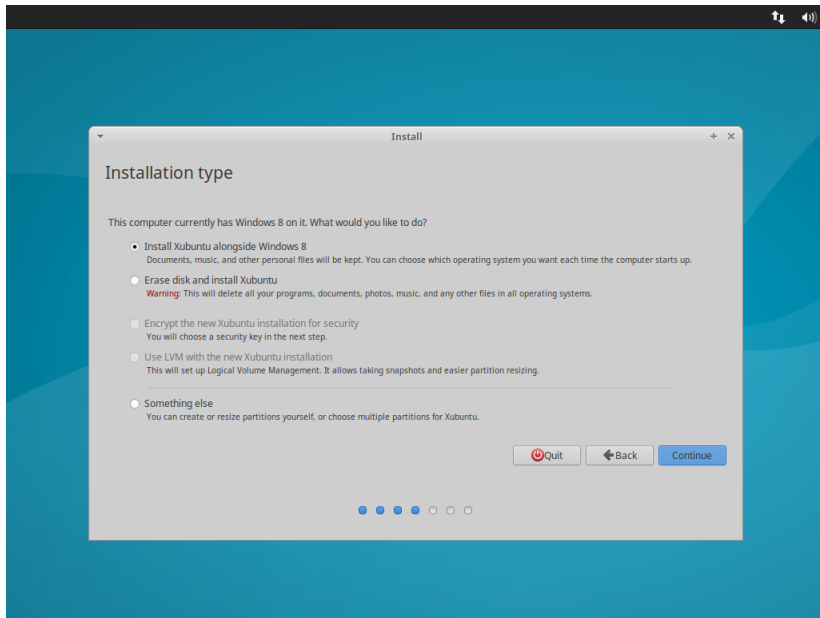 Install
Installation type
This computer currently has Windows 8 on it. What would you like to do?
Install Xubuntu alongside Windows 8
Documents, music, and other personal files will be kept. You can choose which operating system you want each time the computer starts up.
Erase disk and install Xubuntu
Warning: This will delete all your programs, documents, photos, music, and any other files in all operating systems.
Encrypt the new Xubuntu installation for security
You will choose a security key in the next step.
Use LVM with the new Xubuntu installation
This will set up Logical Volume Management. It allows taking snapshots and easier partition resizing.
Something else
You can create or resize partitions yourself, or choose multiple partitions for Xubuntu.
Quit Back Continue